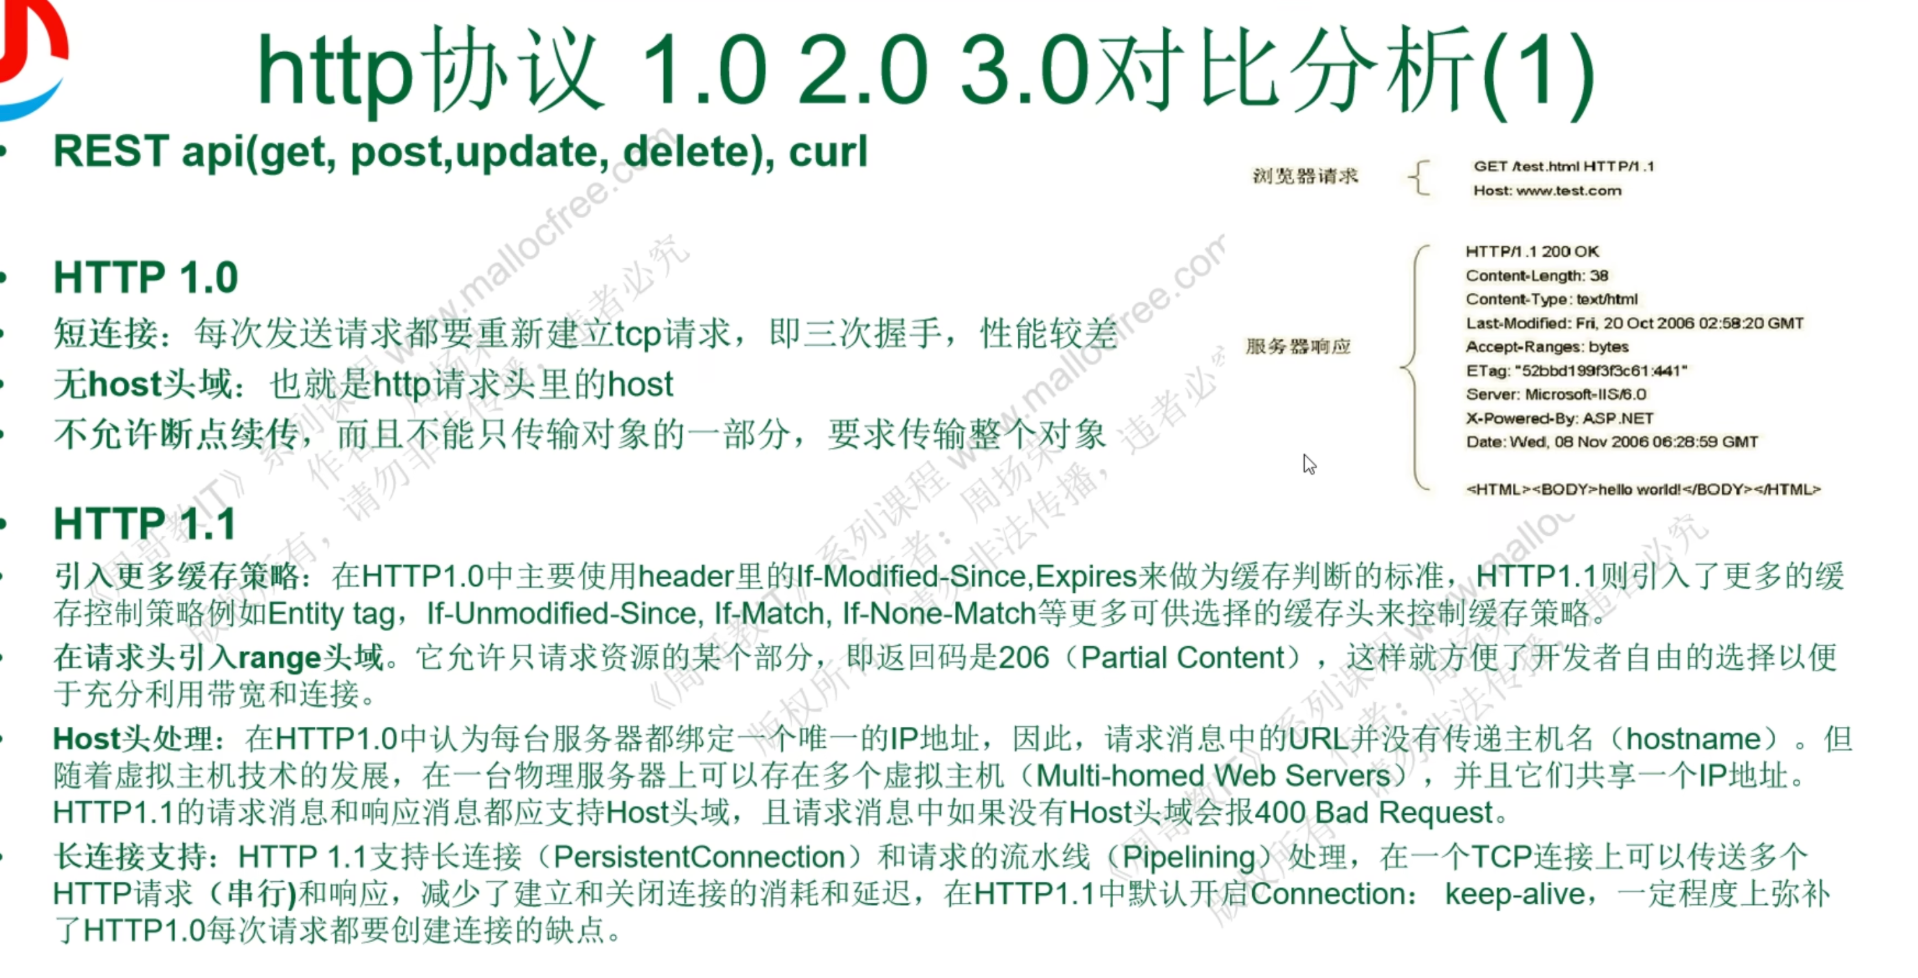 http协议 1.0 2.0 3.0对比分析(1)
REST api(get, post,update, delete), curl
浏览器请求
GET /test.html HTTP/1.1
Host: www.test.com
服务器响应
HTTP/1.1 200 OK
Content-Length: 38
Content-Type: text/html
Last-Modified: Fri, 20 Oct 2006 02:58:20 GMT
Accept-Ranges: bytes
ETag: "52bbd199f3f3c61:441"
Server: Microsoft-IIS/6.0
X-Powered-By: ASP.NET
Date: Wed, 08 Nov 2006 06:28:59 GMT
<HTML><BODY>hello world!</BODY></HTML>
HTTP 1.0
短连接：每次发送请求都要重新建立tcp请求，即三次握手，性能较差
无host头域：也就是http请求头里的host
不允许断点续传，而且不能只传输对象的一部分，要求传输整个对象
HTTP 1.1
引入更多缓存策略：在HTTP1.0中主要使用header里的If-Modified-Since,Expires来做为缓存判断的标准，HTTP1.1则引入了更多的缓
存控制策略例如Entity tag，If-Unmodified-Since, If-Match, If-None-Match等更多可供选择的缓存头来控制缓存策略。
在请求头引入range头域。它允许只请求资源的某个部分，即返回码是206（Partial Content），这样就方便了开发者自由的选择以便
于充分利用带宽和连接。
Host头处理：在HTTP1.0中认为每台服务器都绑定一个唯一的IP地址，因此，请求消息中的URL并没有传递主机名（hostname）。但
随着虚拟主机技术的发展，在一台物理服务器上可以存在多个虚拟主机（Multi-homed Web Servers），并且它们共享一个IP地址。
HTTP1.1的请求消息和响应消息都应支持Host头域，且请求消息中如果没有Host头域会报400 Bad Request。
长连接支持：HTTP 1.1支持长连接（PersistentConnection）和请求的流水线（Pipelining）处理，在一个TCP连接上可以传送多个
HTTP请求（串行)和响应，减少了建立和关闭连接的消耗和延迟，在HTTP1.1中默认开启Connection： keep-alive，一定程度上弥补
了HTTP1.0每次请求都要创建连接的缺点。
《周哥教IT》系列课程 www.mallocfree.com
版权所有，请勿非法传播，违者必究